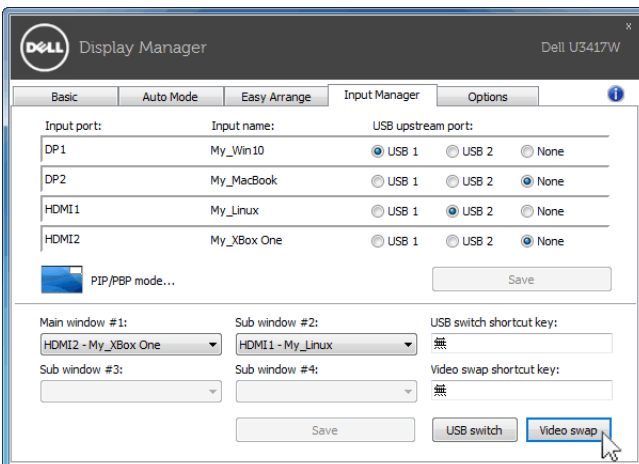 DELL Display Manager Dell U3417W x
Basic Auto Mode Easy Arrange Input Manager Options i
Input port: Input name: USB upstream port:
DP1 My_Win10 USB 1 USB 2 None
DP2 My_MacBook USB 1 USB 2 None
HDMI1 My_Linux USB 1 USB 2 None
HDMI2 My_XBox One USB 1 USB 2 None
PIP/PBP mode... Save
Main window #1: Sub window #2: USB switch shortcut key:
HDMI2 - My_XBox One HDMI1 - My_Linux 無
Sub window #3: Sub window #4: Video swap shortcut key:
無
Save USB switch Video swap